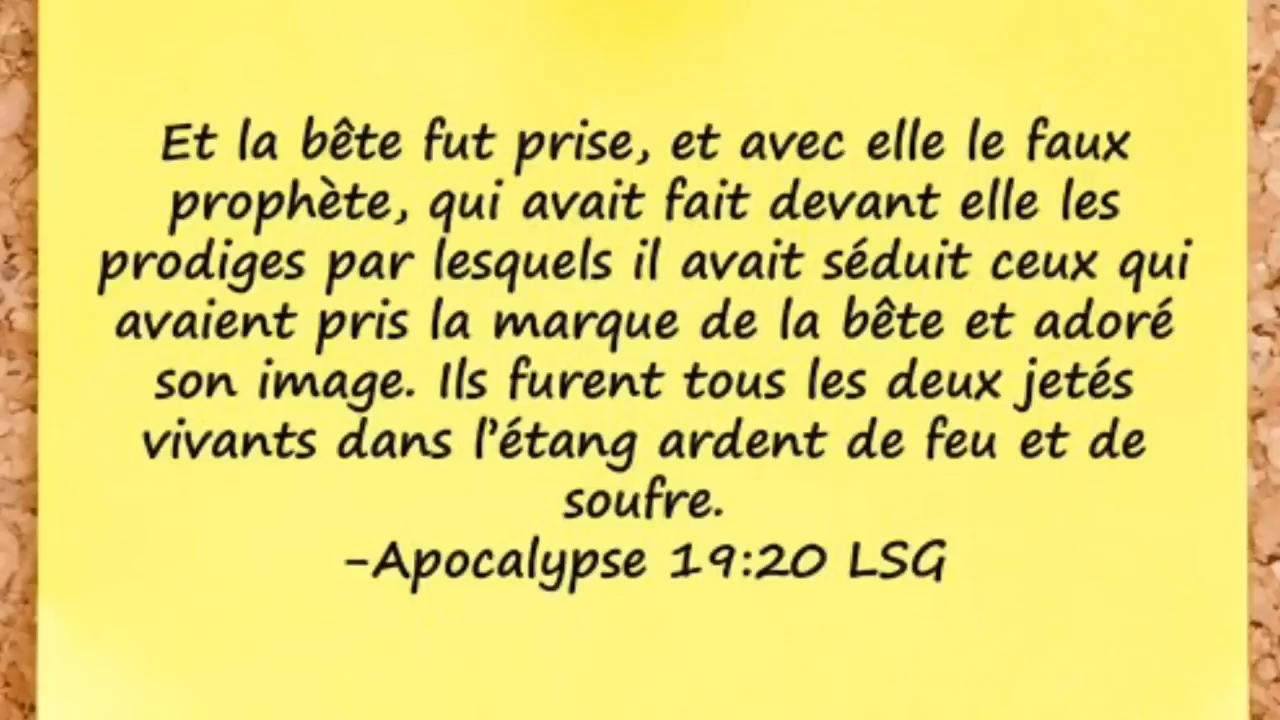 Et la bête fut prise, et avec elle le faux
prophète, qui avait fait devant elle les
prodiges par lesquels il avait séduit ceux qui
avaient pris la marque de la bête et adoré
son image. Ils furent tous les deux jetés
vivants dans l’étang ardent de feu et de
soufre.
-Apocalypse 19:20 LSG